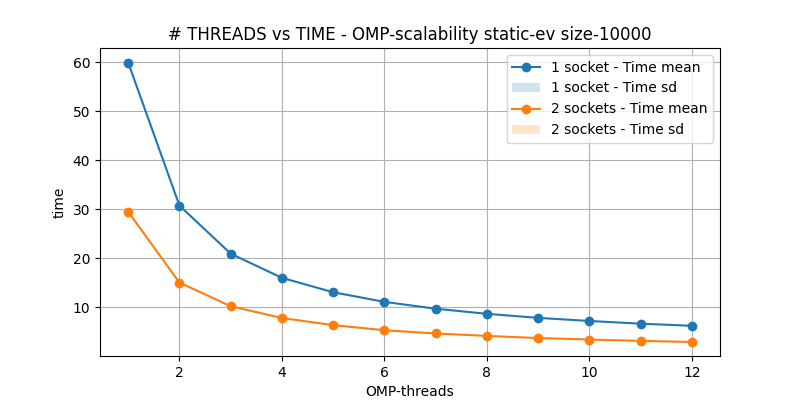 # THREADS vs TIME - OMP-scalability static-ev size-10000
1 socket - Time mean
1 socket - Time sd
2 sockets - Time mean
2 sockets - Time sd
time
60
50
40
30
20
10
2 4 6 8 10 12
OMP-threads